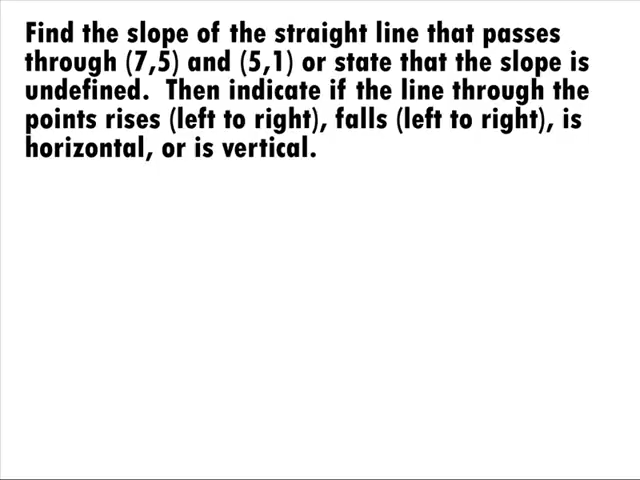 Find the slope of the straight line that passes
through (7,5) and (5,1) or state that the slope is
undefined.  Then indicate if the line through the
points rises (left to right), falls (left to right), is
horizontal, or is vertical.